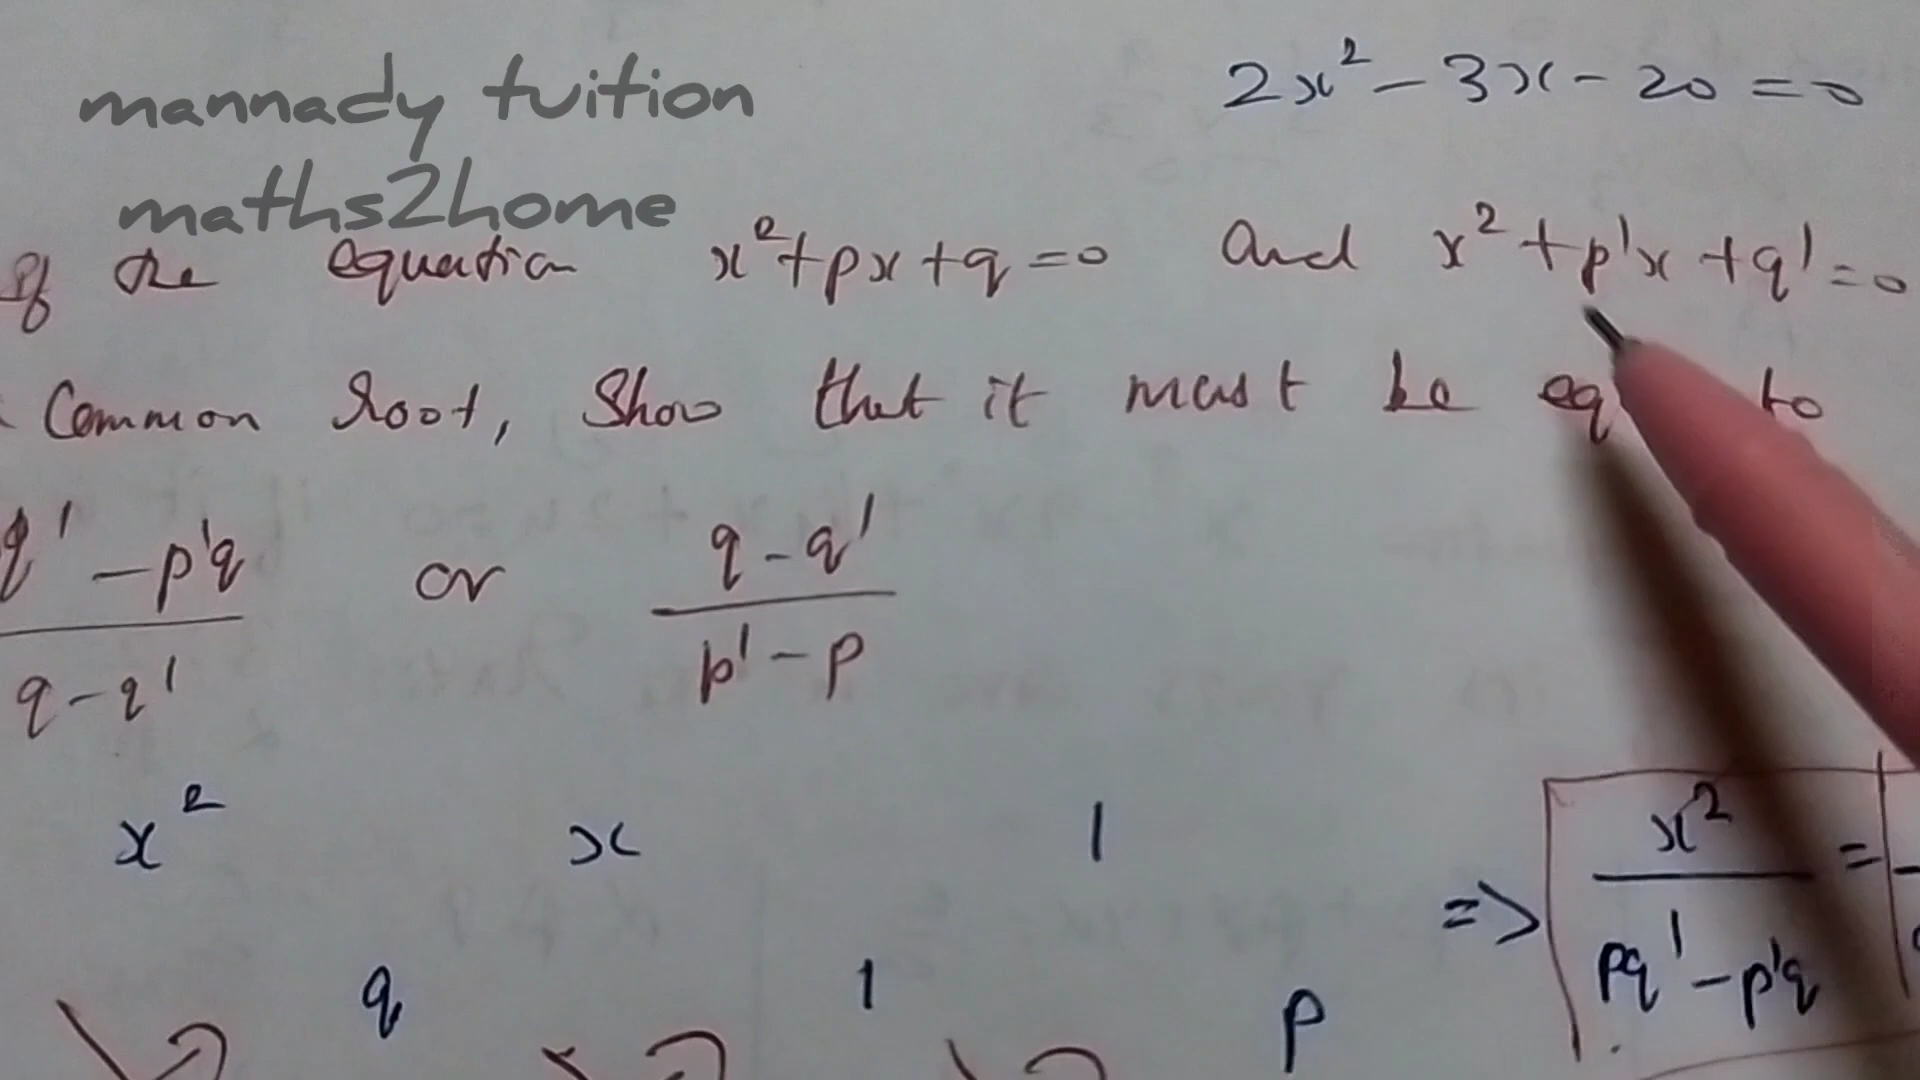 mannady tuition
maths2home
2x² - 3x - 20 = 0
If the equation x² + px + q = 0 and x² + p'x + q' = 0
Common root, Show that it must be eq to
q' - p'q / q - q' or q - q' / p' - p
x² x 1
=> x² / pq' - p'q =
q 1 p